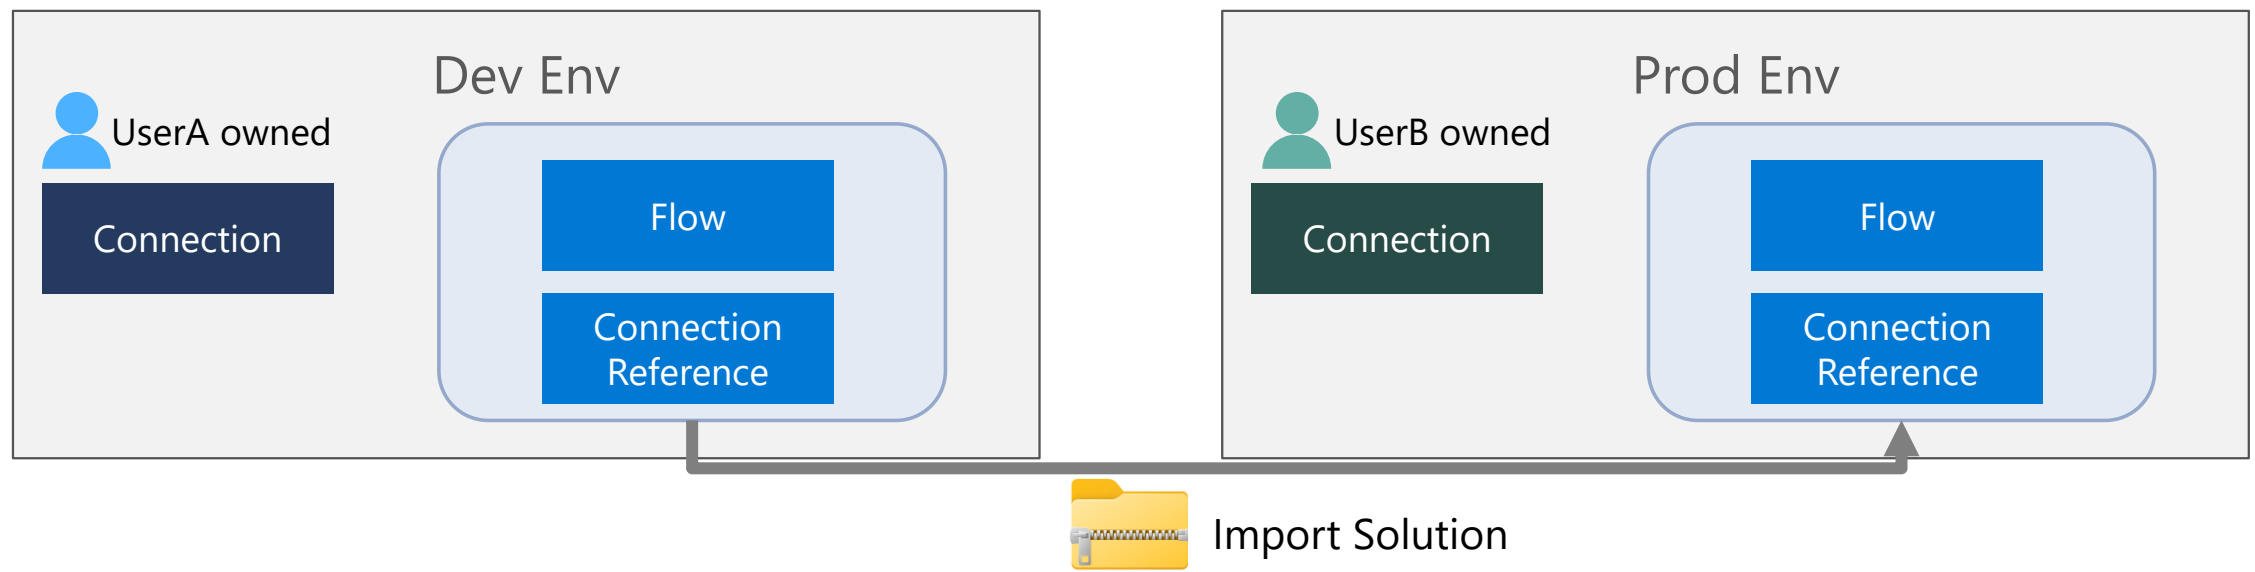 Dev Env
UserA owned
Connection
Flow
Connection
Reference
Prod Env
UserB owned
Connection
Flow
Connection
Reference
Import Solution